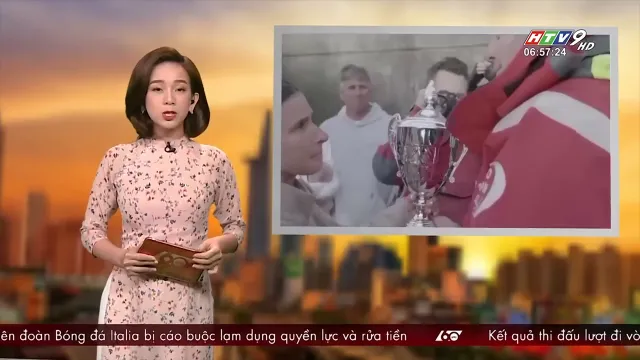 HTV9 HD
06:57:24
ên đoàn Bóng đá Italia bị cáo buộc lạm dụng quyền lực và rửa tiền 60 Kết quả thi đấu lượt đi vò